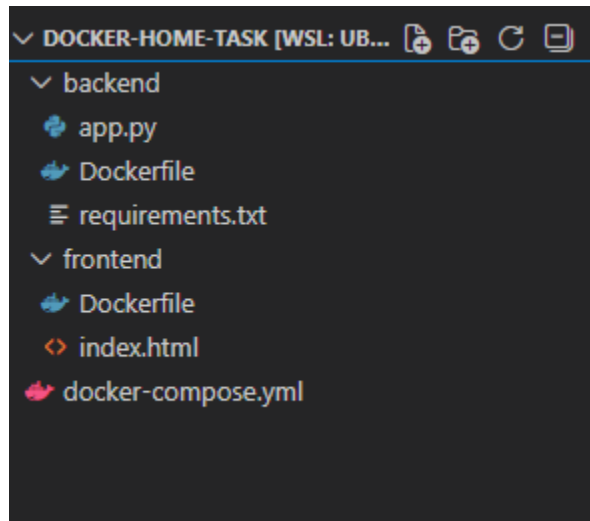 DOCKER-HOME-TASK [WSL: UB...
backend
app.py
Dockerfile
requirements.txt
frontend
Dockerfile
index.html
docker-compose.yml